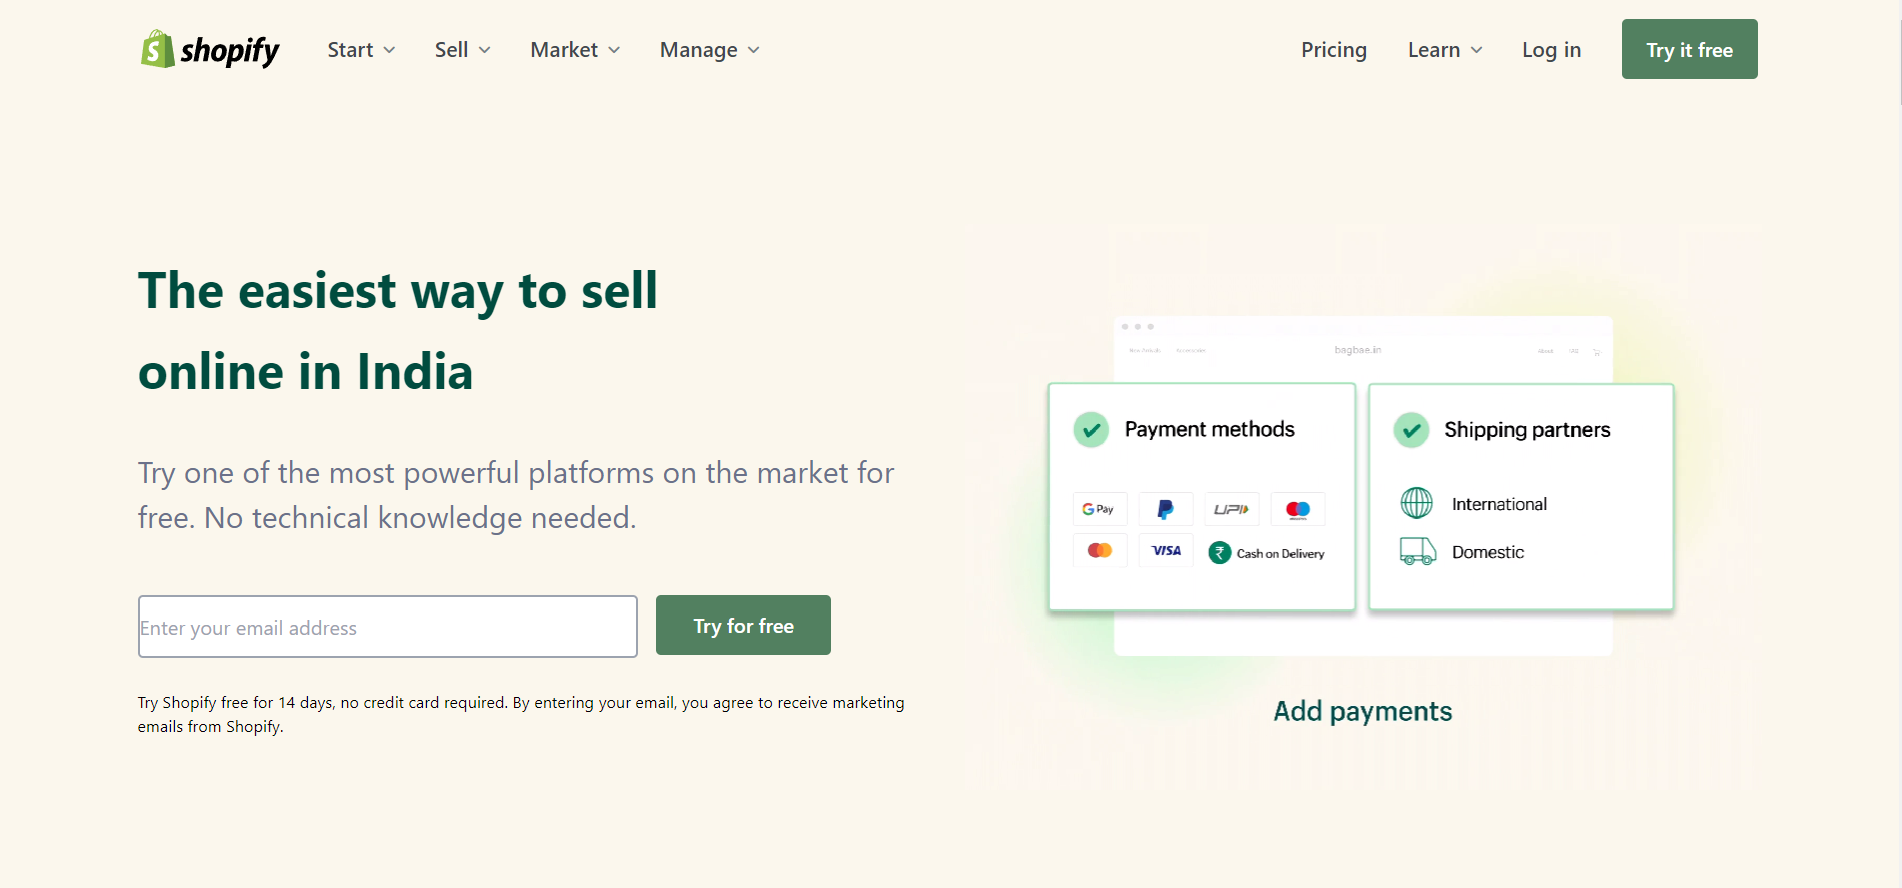 shopify
Start
Sell
Market
Manage
Pricing
Learn
Log in
Try it free
The easiest way to sell
online in India
Try one of the most powerful platforms on the market for
free. No technical knowledge needed.
Enter your email address
Try for free
Try Shopify free for 14 days, no credit card required. By entering your email, you agree to receive marketing
emails from Shopify.
bagbae.in
About
Payment methods
G Pay
UPI
VISA
Cash on Delivery
Shipping partners
International
Domestic
Add payments